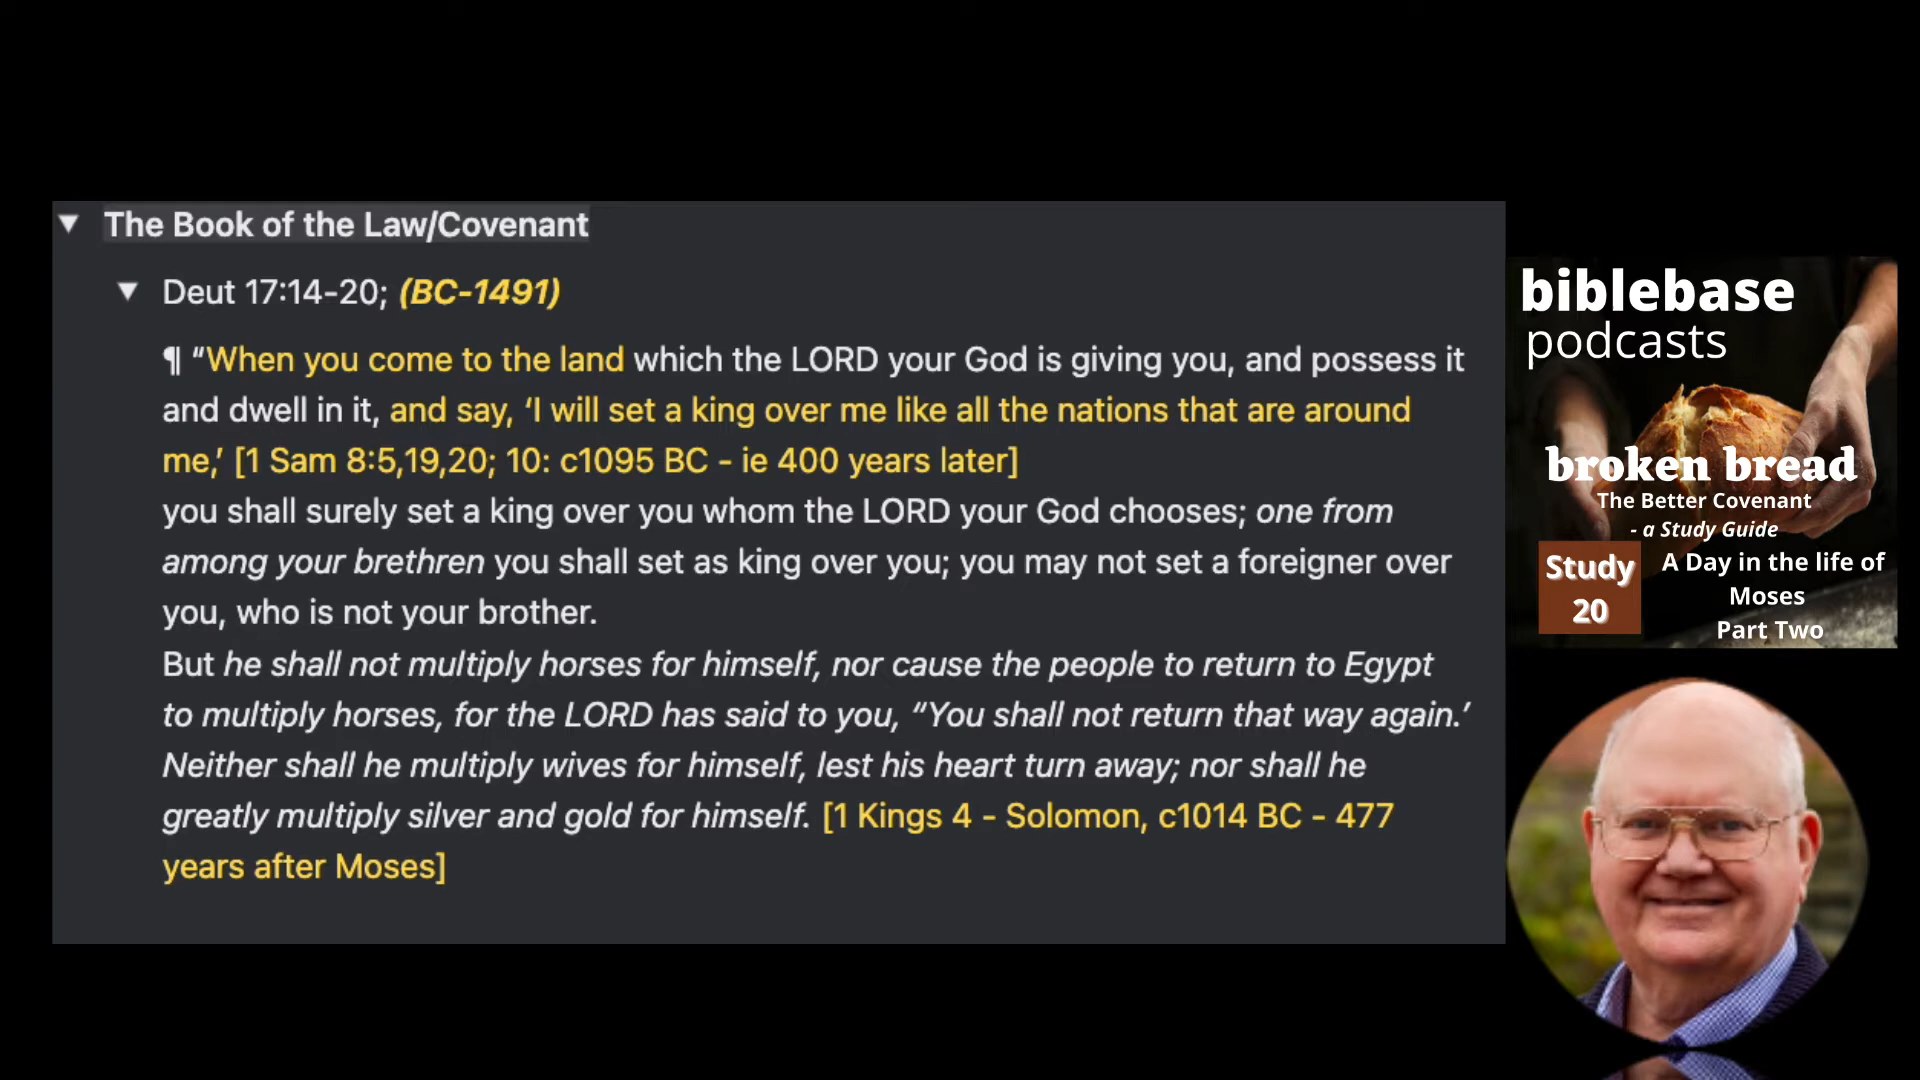 The Book of the Law/Covenant
Deut 17:14-20; (BC-1491)
¶ “When you come to the land which the LORD your God is giving you, and possess it
and dwell in it, and say, ‘I will set a king over me like all the nations that are around
me,’ [1 Sam 8:5,19,20; 10: c1095 BC - ie 400 years later]
you shall surely set a king over you whom the LORD your God chooses; one from
among your brethren you shall set as king over you; you may not set a foreigner over
you, who is not your brother.
But he shall not multiply horses for himself, nor cause the people to return to Egypt
to multiply horses, for the LORD has said to you, “You shall not return that way again.’
Neither shall he multiply wives for himself, lest his heart turn away; nor shall he
greatly multiply silver and gold for himself. [1 Kings 4 - Solomon, c1014 BC - 477
years after Moses]
biblebase
podcasts
broken bread
The Better Covenant
- a Study Guide
Study
20
A Day in the life of
Moses
Part Two